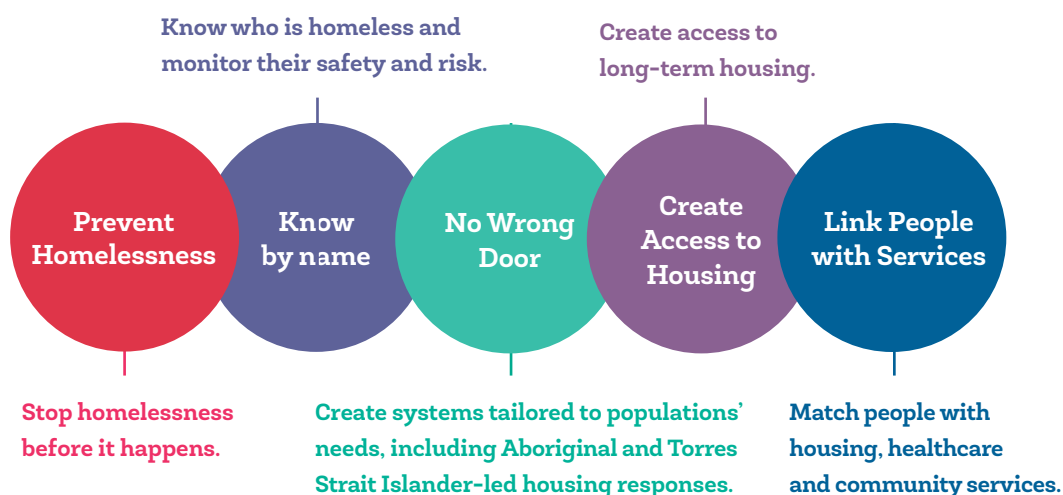 Know who is homeless and
monitor their safety and risk.
Create access to
long-term housing.
Prevent
Homelessness
Know
by name
No Wrong
Door
Create
Access to
Housing
Link People
with Services
Stop homelessness
before it happens.
Create systems tailored to populations’
needs, including Aboriginal and Torres
Strait Islander-led housing responses.
Match people with
housing, healthcare
and community services.